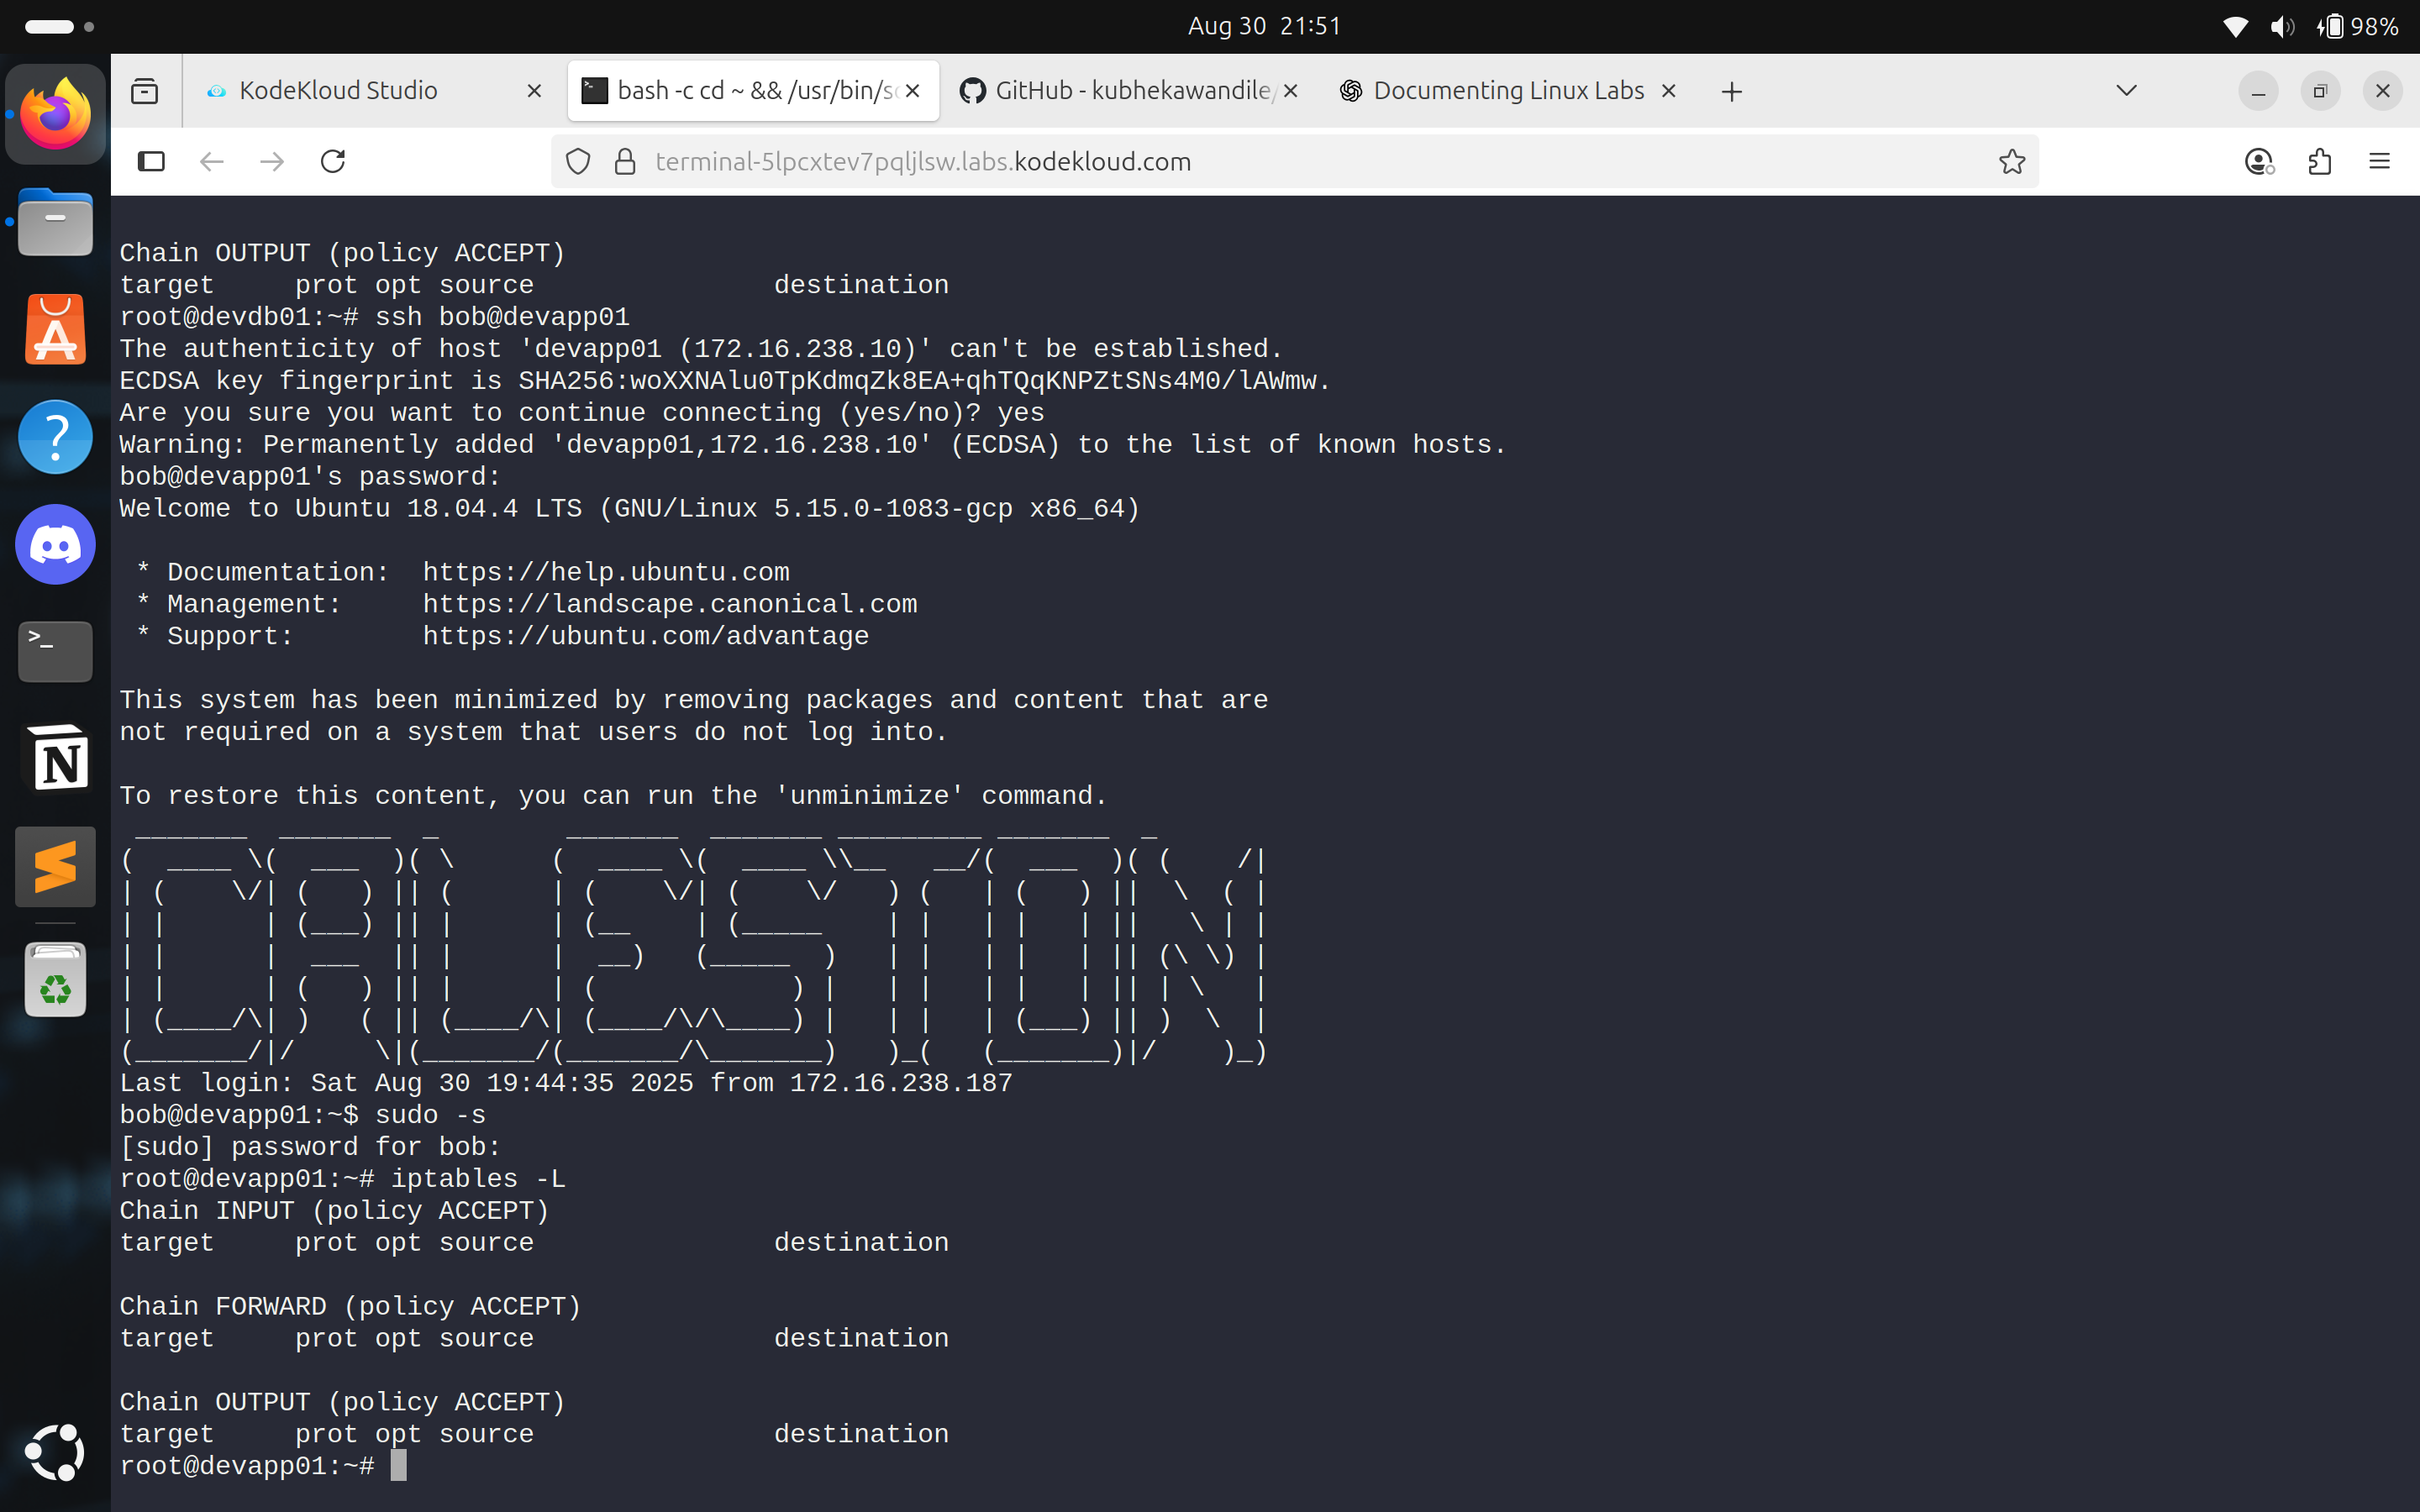 Aug 30 21:51
98%
KodeKloud Studio
bash -c cd ~ && /usr/bin/sc
GitHub - kubhekawandile/
Documenting Linux Labs
terminal-5lpcxtev7pqljlsw.labs.kodekloud.com
Chain OUTPUT (policy ACCEPT)
target     prot opt source               destination
root@devdb01:~# ssh bob@devapp01
The authenticity of host 'devapp01 (172.16.238.10)' can't be established.
ECDSA key fingerprint is SHA256:woXXNAlu0TpKdmqZk8EA+qhTQqKNPZtSNs4M0/lAWmw.
Are you sure you want to continue connecting (yes/no)? yes
Warning: Permanently added 'devapp01,172.16.238.10' (ECDSA) to the list of known hosts.
bob@devapp01's password:
Welcome to Ubuntu 18.04.4 LTS (GNU/Linux 5.15.0-1083-gcp x86_64)
 * Documentation:  https://help.ubuntu.com
 * Management:     https://landscape.canonical.com
 * Support:        https://ubuntu.com/advantage
This system has been minimized by removing packages and content that are
not required on a system that users do not log into.
To restore this content, you can run the 'unminimize' command.
CALESTON
Last login: Sat Aug 30 19:44:35 2025 from 172.16.238.187
bob@devapp01:~$ sudo -s
[sudo] password for bob:
root@devapp01:~# iptables -L
Chain INPUT (policy ACCEPT)
target     prot opt source               destination
Chain FORWARD (policy ACCEPT)
target     prot opt source               destination
Chain OUTPUT (policy ACCEPT)
target     prot opt source               destination
root@devapp01:~#